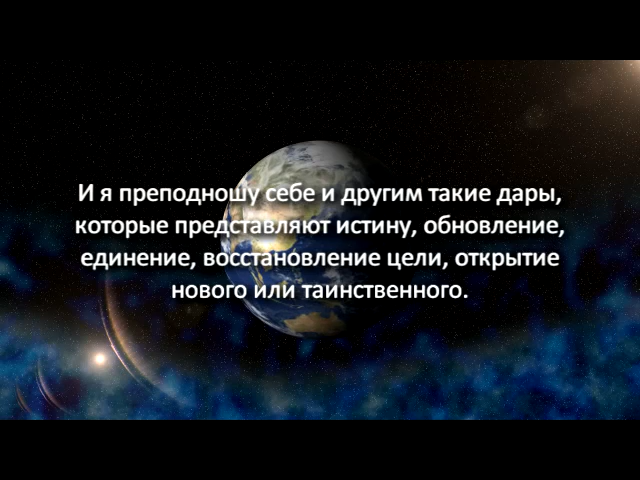 И я преподношу себе и другим такие дары,
которые представляют истину, обновление,
единение, восстановление цели, открытие
нового или таинственного.